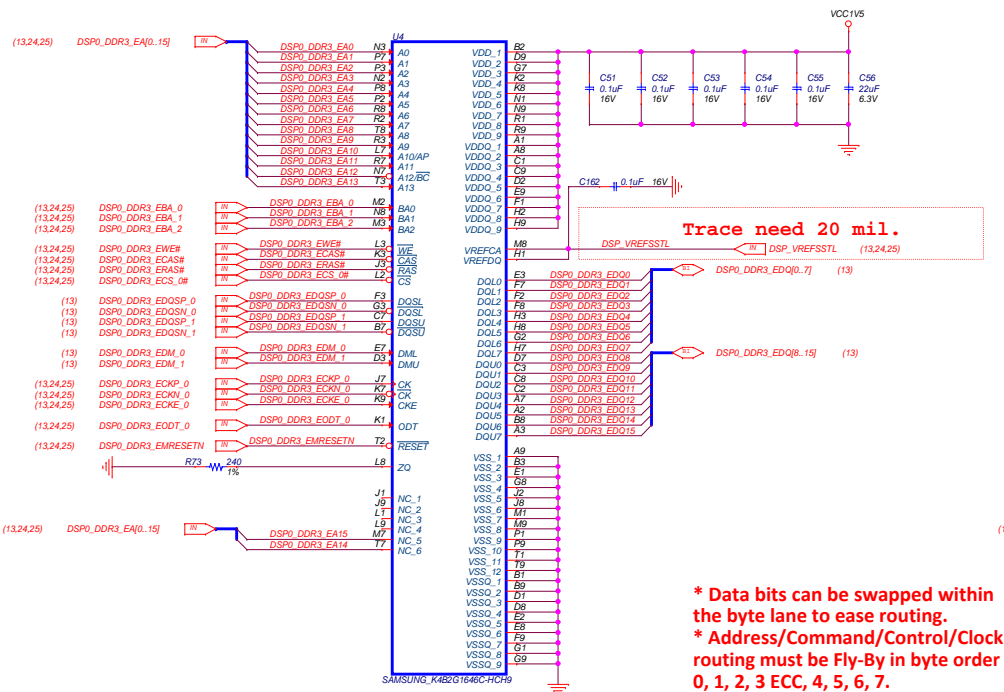 VCC1V5
(13,24,25) DSP0_DDR3_EA[0..15] IN
U4
DSP0_DDR3_EA0 N3 A0
DSP0_DDR3_EA1 P7 A1
DSP0_DDR3_EA2 P3 A2
DSP0_DDR3_EA3 N2 A3
DSP0_DDR3_EA4 P8 A4
DSP0_DDR3_EA5 P2 A5
DSP0_DDR3_EA6 R8 A6
DSP0_DDR3_EA7 R2 A7
DSP0_DDR3_EA8 T8 A8
DSP0_DDR3_EA9 R3 A9
DSP0_DDR3_EA10 L7 A10/AP
DSP0_DDR3_EA11 R7 A11
DSP0_DDR3_EA12 N7 A12/BC
DSP0_DDR3_EA13 T3 A13
(13,24,25) DSP0_DDR3_EBA_0 IN DSP0_DDR3_EBA_0 M2 BA0
(13,24,25) DSP0_DDR3_EBA_1 IN DSP0_DDR3_EBA_1 N8 BA1
(13,24,25) DSP0_DDR3_EBA_2 IN DSP0_DDR3_EBA_2 M3 BA2
(13,24,25) DSP0_DDR3_EWE# IN DSP0_DDR3_EWE# L3 WE
(13,24,25) DSP0_DDR3_ECAS# IN DSP0_DDR3_ECAS# K3 CAS
(13,24,25) DSP0_DDR3_ERAS# IN DSP0_DDR3_ERAS# J3 RAS
(13,24,25) DSP0_DDR3_ECS_0# IN DSP0_DDR3_ECS_0# L2 CS
(13) DSP0_DDR3_EDQSP_0 IN DSP0_DDR3_EDQSP_0 F3 DQSL
(13) DSP0_DDR3_EDQSN_0 IN DSP0_DDR3_EDQSN_0 G3 DQSL
(13) DSP0_DDR3_EDQSP_1 IN DSP0_DDR3_EDQSP_1 C7 DQSU
(13) DSP0_DDR3_EDQSN_1 IN DSP0_DDR3_EDQSN_1 B7 DQSU
(13) DSP0_DDR3_EDM_0 IN DSP0_DDR3_EDM_0 E7 DML
(13) DSP0_DDR3_EDM_1 IN DSP0_DDR3_EDM_1 D3 DMU
(13,24,25) DSP0_DDR3_ECKP_0 IN DSP0_DDR3_ECKP_0 J7 CK
(13,24,25) DSP0_DDR3_ECKN_0 IN DSP0_DDR3_ECKN_0 K7 CK
(13,24,25) DSP0_DDR3_ECKE_0 IN DSP0_DDR3_ECKE_0 K9 CKE
(13,24,25) DSP0_DDR3_EODT_0 IN DSP0_DDR3_EODT_0 K1 ODT
(13,24,25) DSP0_DDR3_EMRESETN IN DSP0_DDR3_EMRESETN T2 RESET
R73 240 L8 ZQ
1%
J1 NC_1
J9 NC_2
L1 NC_3
L9 NC_4
(13,24,25) DSP0_DDR3_EA[0..15] IN
DSP0_DDR3_EA15 M7 NC_5
DSP0_DDR3_EA14 T7 NC_6
SAMSUNG_K4B2G1646C-HCH9
VDD_1 B2
VDD_2 D9
VDD_3 G7
VDD_4 K2
VDD_5 K8
VDD_6 N1
VDD_7 N9
VDD_8 R1
VDD_9 R9
VDDQ_1 A1
VDDQ_2 A8
VDDQ_3 C1
VDDQ_4 C9
VDDQ_5 D2
VDDQ_6 E9
VDDQ_7 F1
VDDQ_8 H2
VDDQ_9 H9
C51 C52 C53 C54 C55 C56
0.1uF 0.1uF 0.1uF 0.1uF 0.1uF 22uF
16V 16V 16V 16V 16V 6.3V
C162 0.1uF 16V
Trace need 20 mil.
VREFCA M8 DSP_VREFSSTL IN DSP_VREFSSTL (13,24,25)
VREFDQ H1
DQL0 E3 DSP0_DDR3_EDQ0 DSP0_DDR3_EDQ[0..7] (13)
DQL1 F7 DSP0_DDR3_EDQ1
DQL2 F2 DSP0_DDR3_EDQ2
DQL3 F8 DSP0_DDR3_EDQ3
DQL4 H3 DSP0_DDR3_EDQ4
DQL5 H8 DSP0_DDR3_EDQ5
DQL6 G2 DSP0_DDR3_EDQ6
DQL7 H7 DSP0_DDR3_EDQ7
DQU0 D7 DSP0_DDR3_EDQ8 DSP0_DDR3_EDQ[8..15] (13)
DQU1 C3 DSP0_DDR3_EDQ9
DQU2 C8 DSP0_DDR3_EDQ10
DQU3 C2 DSP0_DDR3_EDQ11
DQU4 A7 DSP0_DDR3_EDQ12
DQU5 A2 DSP0_DDR3_EDQ13
DQU6 B8 DSP0_DDR3_EDQ14
DQU7 A3 DSP0_DDR3_EDQ15
VSS_1 A9
VSS_2 B3
VSS_3 E1
VSS_4 G8
VSS_5 J2
VSS_6 J8
VSS_7 M1
VSS_8 M9
VSS_9 P1
VSS_10 P9
VSS_11 T1
VSS_12 T9
VSSQ_1 B1
VSSQ_2 B9
VSSQ_3 D1
VSSQ_4 D8
VSSQ_5 E2
VSSQ_6 E8
VSSQ_7 F9
VSSQ_8 G1
VSSQ_9 G9
* Data bits can be swapped within
the byte lane to ease routing.
* Address/Command/Control/Clock
routing must be Fly-By in byte order
0, 1, 2, 3 ECC, 4, 5, 6, 7.